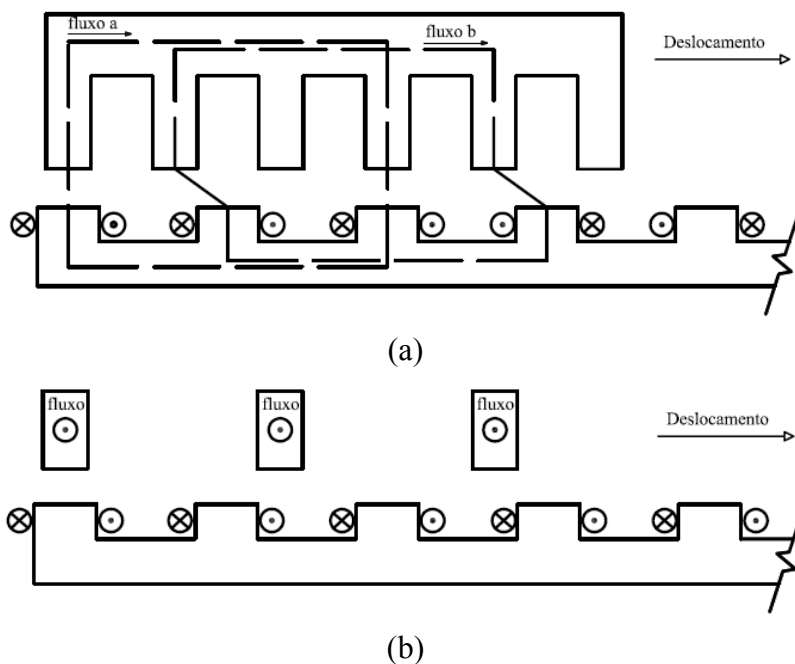 fluxo a
fluxo b
Deslocamento
(a)
fluxo
fluxo
fluxo
Deslocamento
(b)